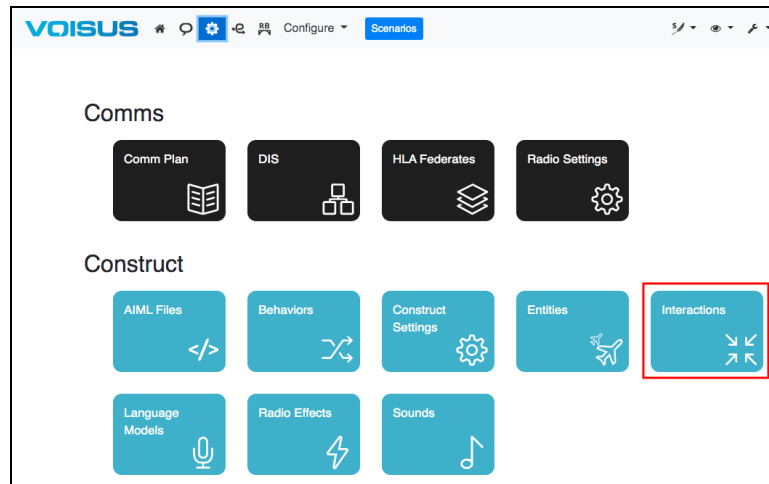 VOISUS RB Configure Scenarios S
Comms
Comm Plan DIS HLA Federates Radio Settings
Construct
AIML Files Behaviors Construct Settings Entities Interactions
</>
Language Models Radio Effects Sounds